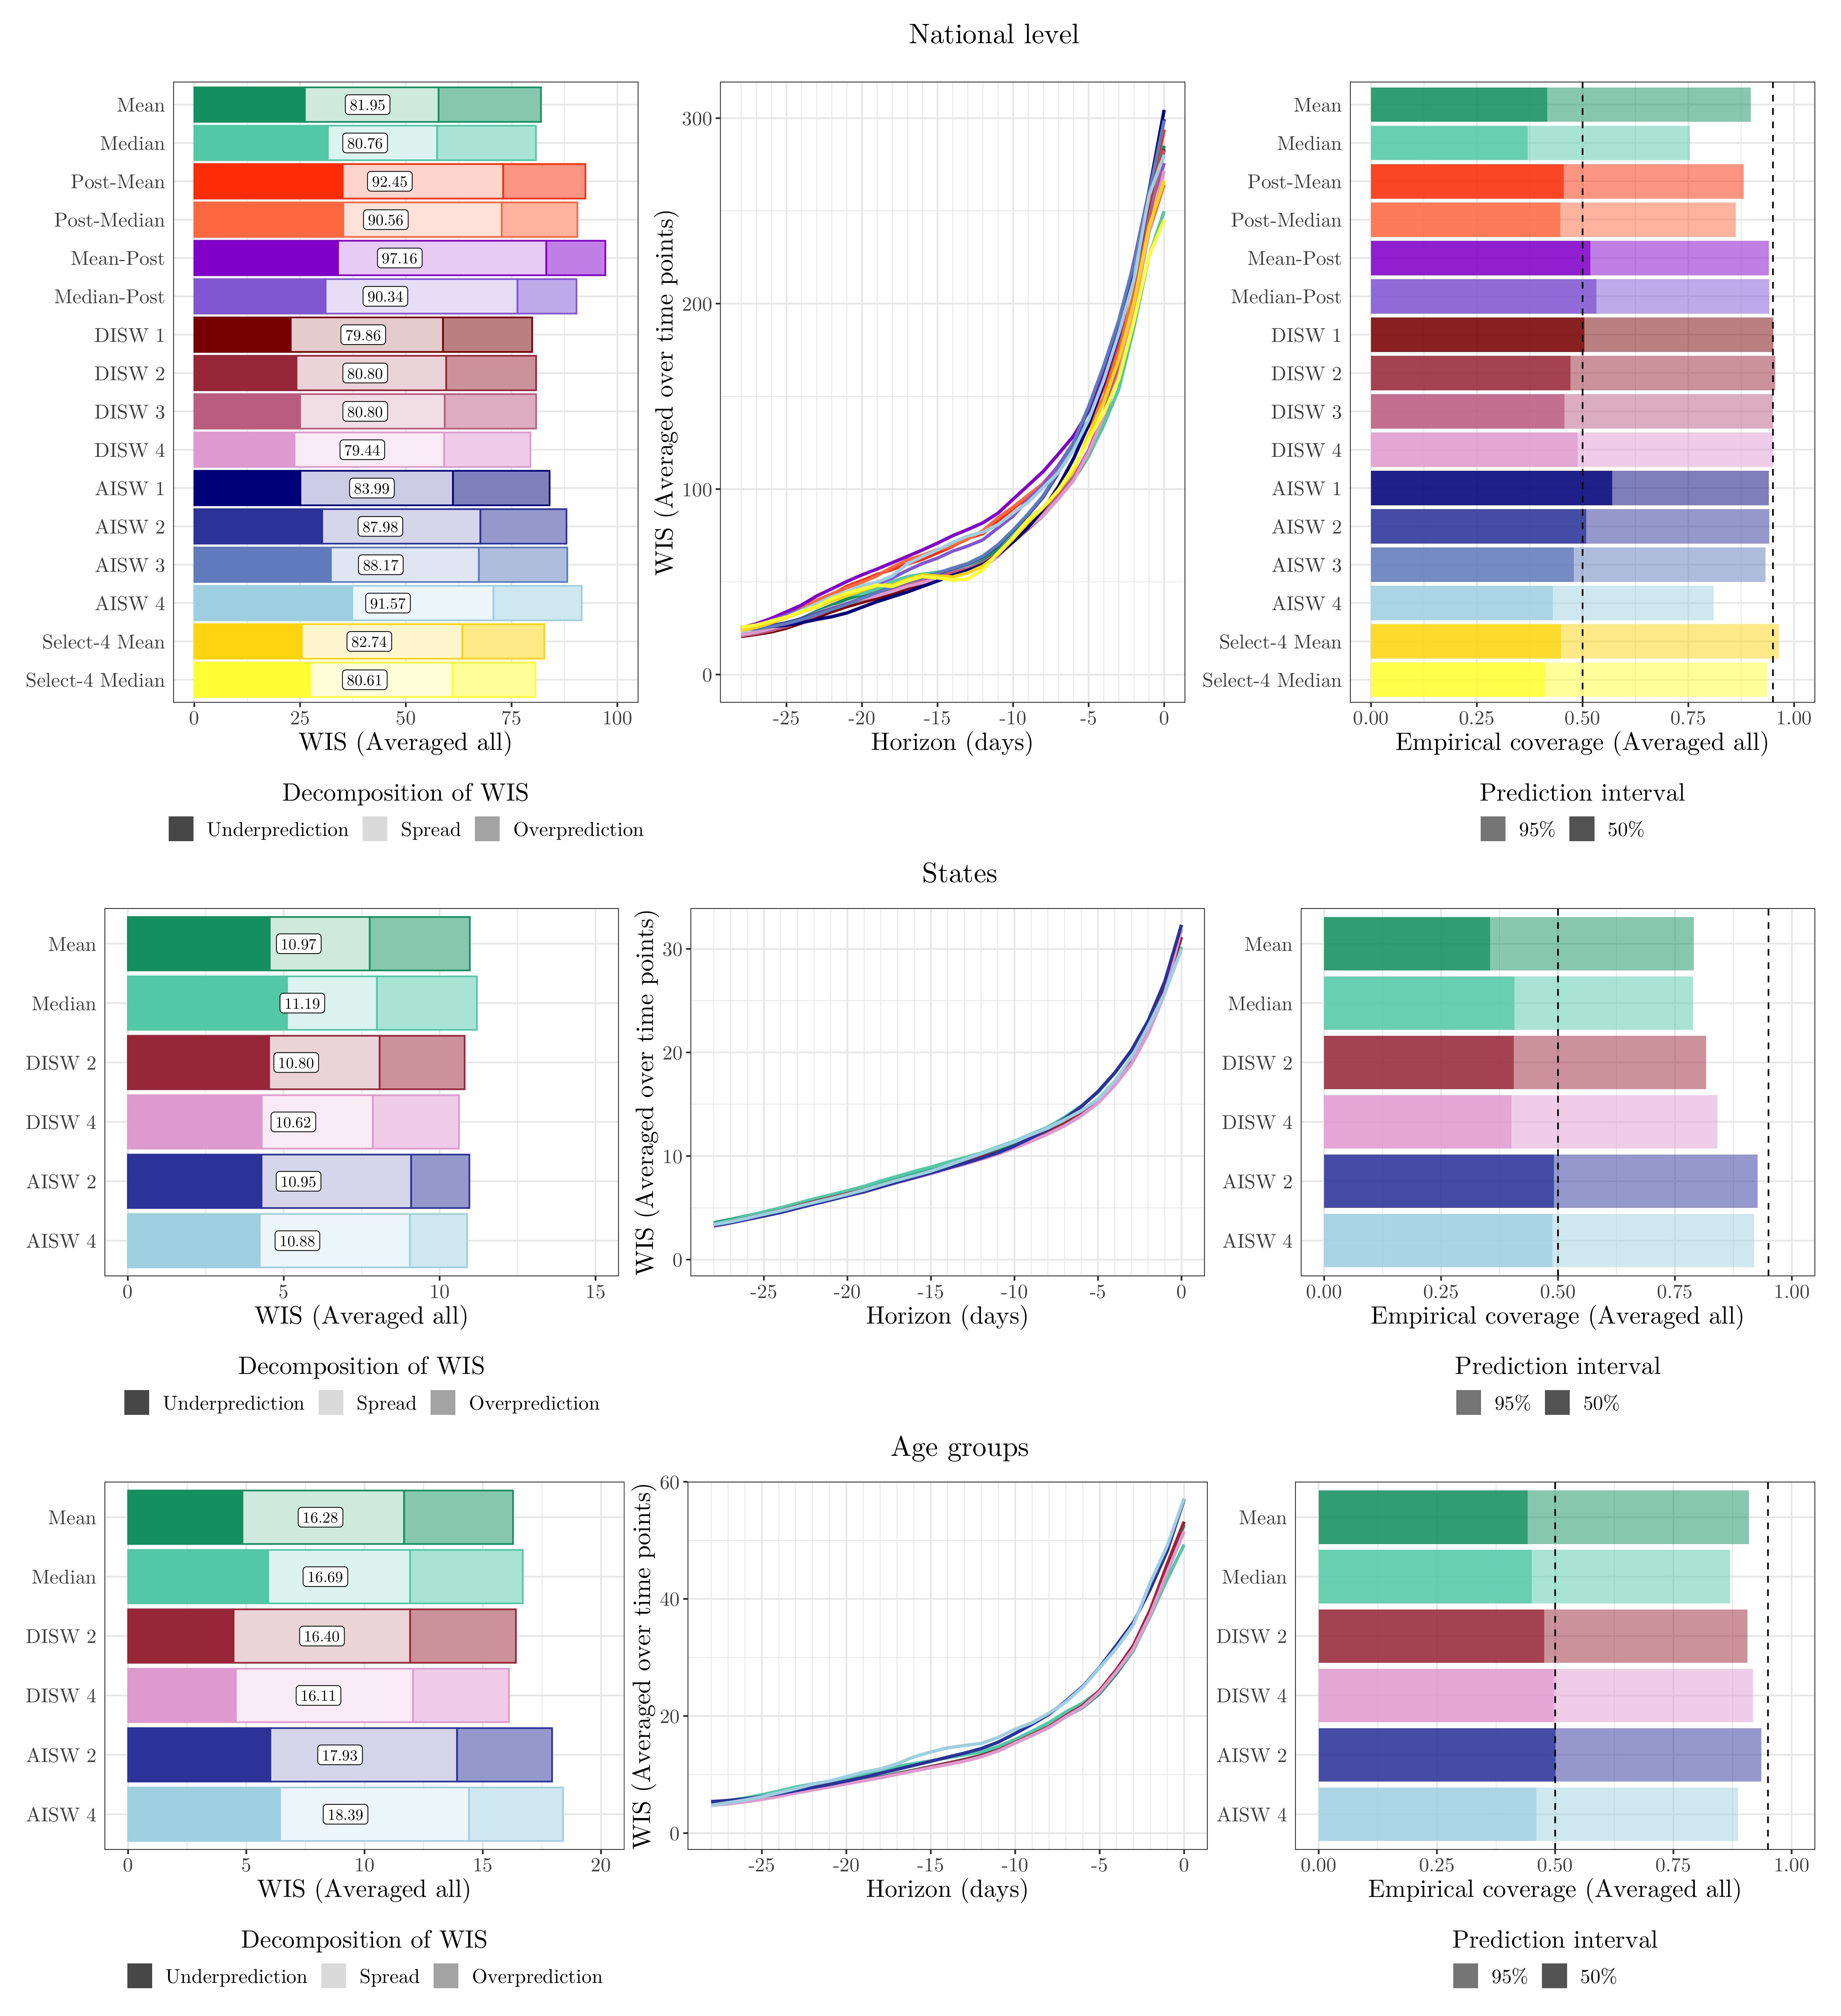 National level
Mean 81.95
Median 80.76
Post-Mean 92.45
Post-Median 90.56
Mean-Post 97.16
Median-Post 90.34
DISW 1 79.86
DISW 2 80.80
DISW 3 80.80
DISW 4 79.44
AISW 1 83.99
AISW 2 87.98
AISW 3 88.17
AISW 4 91.57
Select-4 Mean 82.74
Select-4 Median 80.61
0 25 50 75 100
WIS (Averaged all)
Decomposition of WIS
Underprediction Spread Overprediction
WIS (Averaged over time points)
300
200
100
0
-25 -20 -15 -10 -5 0
Horizon (days)
Mean
Median
Post-Mean
Post-Median
Mean-Post
Median-Post
DISW 1
DISW 2
DISW 3
DISW 4
AISW 1
AISW 2
AISW 3
AISW 4
Select-4 Mean
Select-4 Median
0.00 0.25 0.50 0.75 1.00
Empirical coverage (Averaged all)
Prediction interval
95% 50%
States
Mean 10.97
Median 11.19
DISW 2 10.80
DISW 4 10.62
AISW 2 10.95
AISW 4 10.88
0 5 10 15
WIS (Averaged all)
Decomposition of WIS
Underprediction Spread Overprediction
WIS (Averaged over time points)
30
20
10
0
-25 -20 -15 -10 -5 0
Horizon (days)
Mean
Median
DISW 2
DISW 4
AISW 2
AISW 4
0.00 0.25 0.50 0.75 1.00
Empirical coverage (Averaged all)
Prediction interval
95% 50%
Age groups
Mean 16.28
Median 16.69
DISW 2 16.40
DISW 4 16.11
AISW 2 17.93
AISW 4 18.39
0 5 10 15 20
WIS (Averaged all)
Decomposition of WIS
Underprediction Spread Overprediction
WIS (Averaged over time points)
60
40
20
0
-25 -20 -15 -10 -5 0
Horizon (days)
Mean
Median
DISW 2
DISW 4
AISW 2
AISW 4
0.00 0.25 0.50 0.75 1.00
Empirical coverage (Averaged all)
Prediction interval
95% 50%